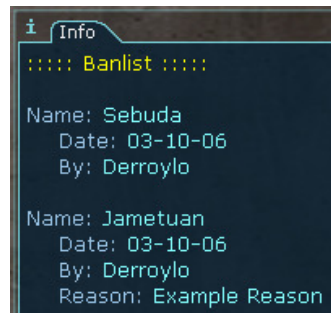 i Info
::::: Banlist :::::
Name: Sebuda
Date: 03-10-06
By: Derroylo
Name: Jametuan
Date: 03-10-06
By: Derroylo
Reason: Example Reason